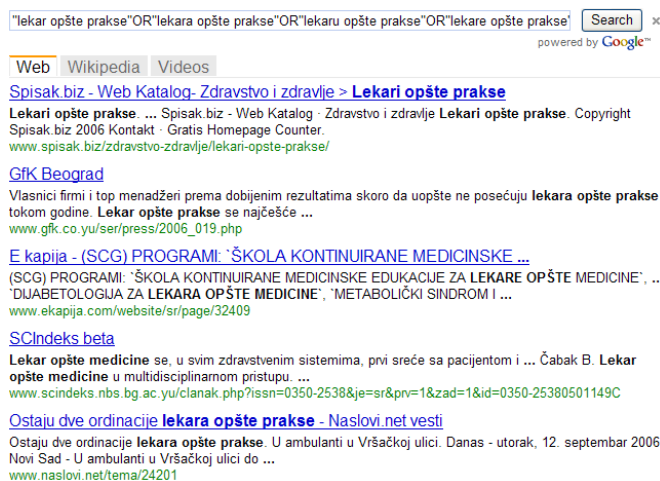 "lekar opšte prakse"OR"lekara opšte prakse"OR"lekaru opšte prakse"OR"lekare opšte prakse" Search ×
powered by Google™
Web Wikipedia Videos
Spisak.biz - Web Katalog- Zdravstvo i zdravlje > Lekari opšte prakse
Lekari opšte prakse. ... Spisak.biz - Web Katalog · Zdravstvo i zdravlje Lekari opšte prakse. Copyright
Spisak.biz 2006 Kontakt · Gratis Homepage Counter.
www.spisak.biz/zdravstvo-zdravlje/lekari-opste-prakse/
GfK Beograd
Vlasnici firmi i top menadžeri prema dobijenim rezultatima skoro da uopšte ne posećuju lekara opšte prakse
tokom godine. Lekar opšte prakse se najčešće ...
www.gfk.co.yu/ser/press/2006_019.php
E kapija - (SCG) PROGRAMI: `ŠKOLA KONTINUIRANE MEDICINSKE ...
(SCG) PROGRAMI: `ŠKOLA KONTINUIRANE MEDICINSKE EDUKACIJE ZA LEKARE OPŠTE MEDICINE`, ..
`DIJABETOLOGIJA ZA LEKARA OPŠTE MEDICINE`, `METABOLIČKI SINDROM I ...
www.ekapija.com/website/sr/page/32409
SCIndeks beta
Lekar opšte medicine se, u svim zdravstvenim sistemima, prvi sreće sa pacijentom i ... Čabak B. Lekar
opšte medicine u multidisciplinarnom pristupu. ...
www.scindeks.nbs.bg.ac.yu/clanak.php?issn=0350-2538&je=sr&prv=1&zad=1&id=0350-25380501149C
Ostaju dve ordinacije lekara opšte prakse - Naslovi.net vesti
Ostaju dve ordinacije lekara opšte prakse. U ambulanti u Vršačkoj ulici. Danas - utorak, 12. septembar 2006
Novi Sad - U ambulanti u Vršačkoj ulici do ...
www.naslovi.net/tema/24201